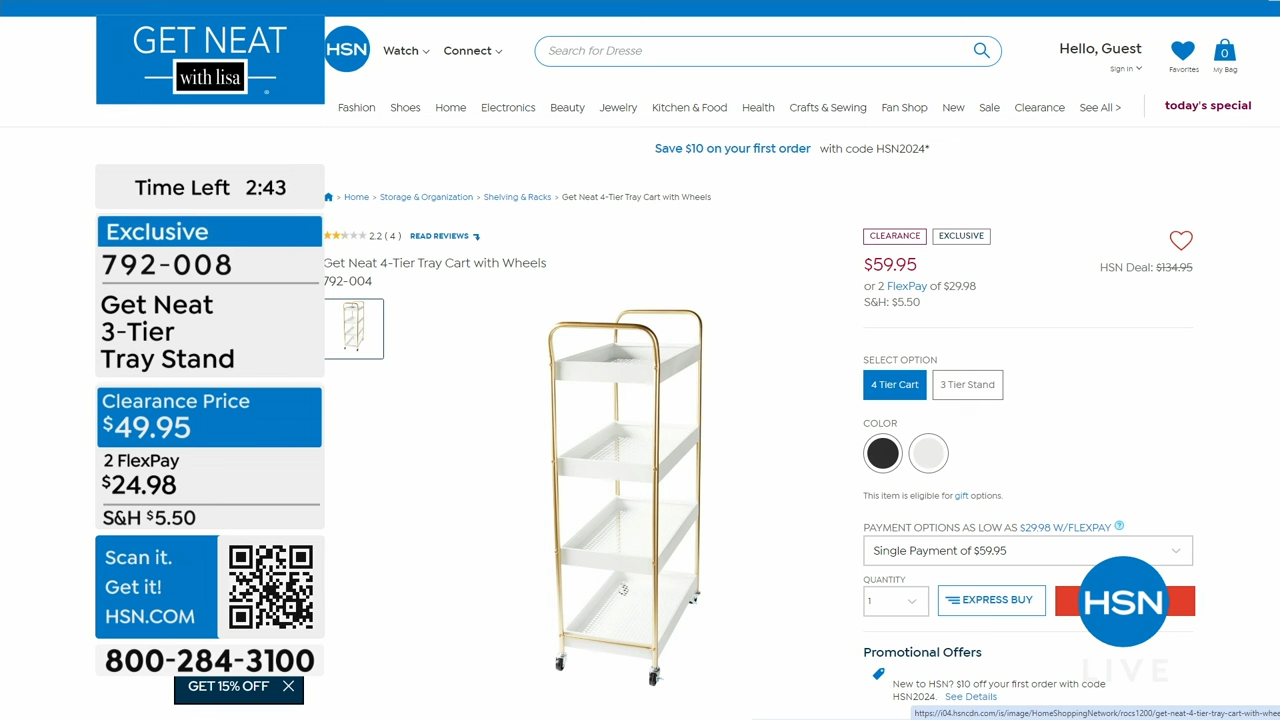 GET NEAT
with lisa
HSN
Watch
Connect
Search for Dresse
Hello, Guest
Sign in
Favorites
0
My Bag
Fashion
Shoes
Home
Electronics
Beauty
Jewelry
Kitchen & Food
Health
Crafts & Sewing
Fan Shop
New
Sale
Clearance
See All >
today's special
Save $10 on your first order with code HSN2024*
Time Left 2:43
Exclusive
792-008
Get Neat
3-Tier
Tray Stand
Clearance Price
$49.95
2 FlexPay
$24.98
S&H $5.50
Scan it.
Get it!
HSN.COM
800-284-3100
GET 15% OFF
> Home > Storage & Organization > Shelving & Racks > Get Neat 4-Tier Tray Cart with Wheels
2.2 ( 4 ) READ REVIEWS
Get Neat 4-Tier Tray Cart with Wheels
792-004
CLEARANCE
EXCLUSIVE
$59.95
HSN Deal: $134.95
or 2 FlexPay of $29.98
S&H: $5.50
SELECT OPTION
4 Tier Cart
3 Tier Stand
COLOR
This item is eligible for gift options.
PAYMENT OPTIONS AS LOW AS $29.98 W/FLEXPAY ?
Single Payment of $59.95
QUANTITY
1
EXPRESS BUY
HSN
LIVE
Promotional Offers
New to HSN? $10 off your first order with code
HSN2024. See Details
https://i04.hsncdn.com/is/image/HomeShoppingNetwork/rocs1200/get-neat-4-tier-tray-cart-with-whee